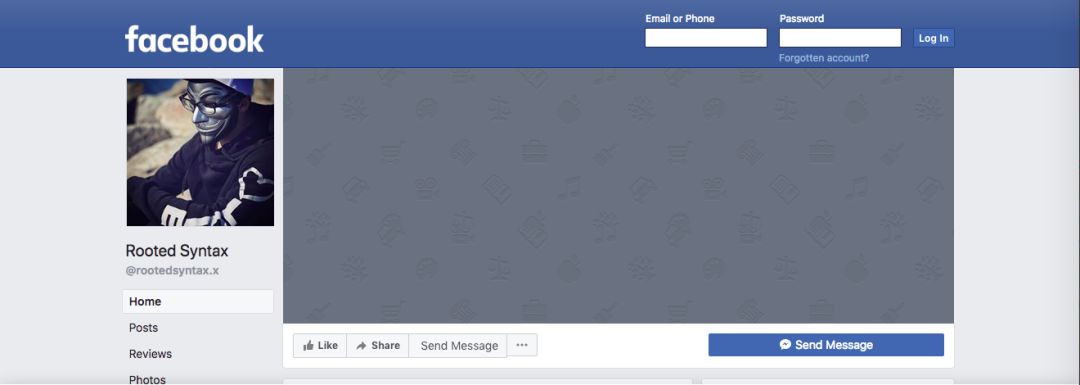 facebook
Email or Phone
Password
Log In
Forgotten account?
Rooted Syntax
@rootedsyntax.x
Home
Posts
Reviews
Photos
Like
Share
Send Message
...
Send Message